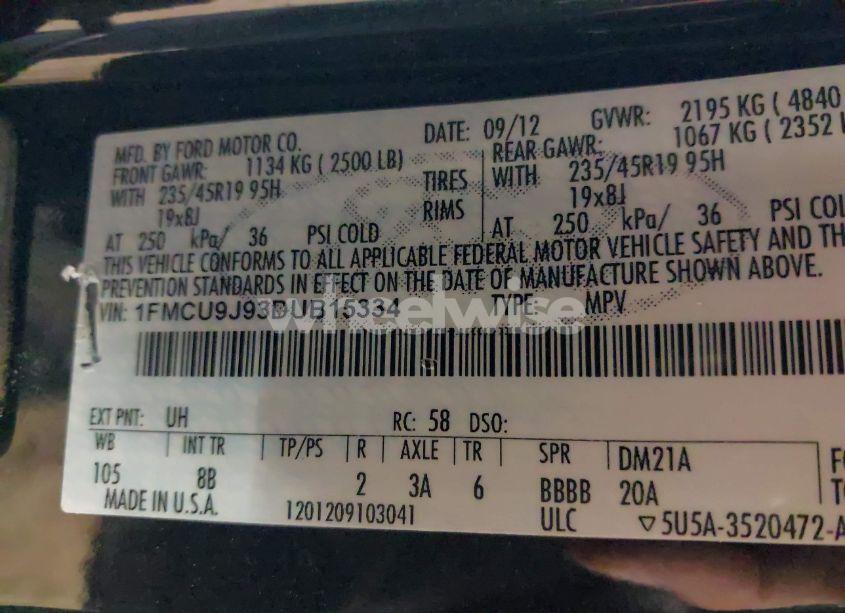 MFD. BY FORD MOTOR CO.
DATE: 09/12
GVWR: 2195 KG ( 4840
FRONT GAWR: 1134 KG ( 2500 LB)
REAR GAWR: 1067 KG ( 2352 L
WITH 235/45R19 95H
TIRES
WITH 235/45R19 95H
19x8J
RIMS
19x8J
AT 250 kPa/ 36 PSI COLD
AT 250 kPa/ 36 PSI COL
THIS VEHICLE CONFORMS TO ALL APPLICABLE FEDERAL MOTOR VEHICLE SAFETY AND TH
PREVENTION STANDARDS IN EFFECT ON THE DATE OF MANUFACTURE SHOWN ABOVE.
VIN: 1FMCU9J93DUB15334
TYPE: MPV
wheelwise
EXT PNT: UH
RC: 58 DSO:
WB INT TR TP/PS R AXLE TR SPR DM21A
105 8B 2 3A 6 BBBB 20A
MADE IN U.S.A.
1201209103041
ULC
▽5U5A-3520472-A